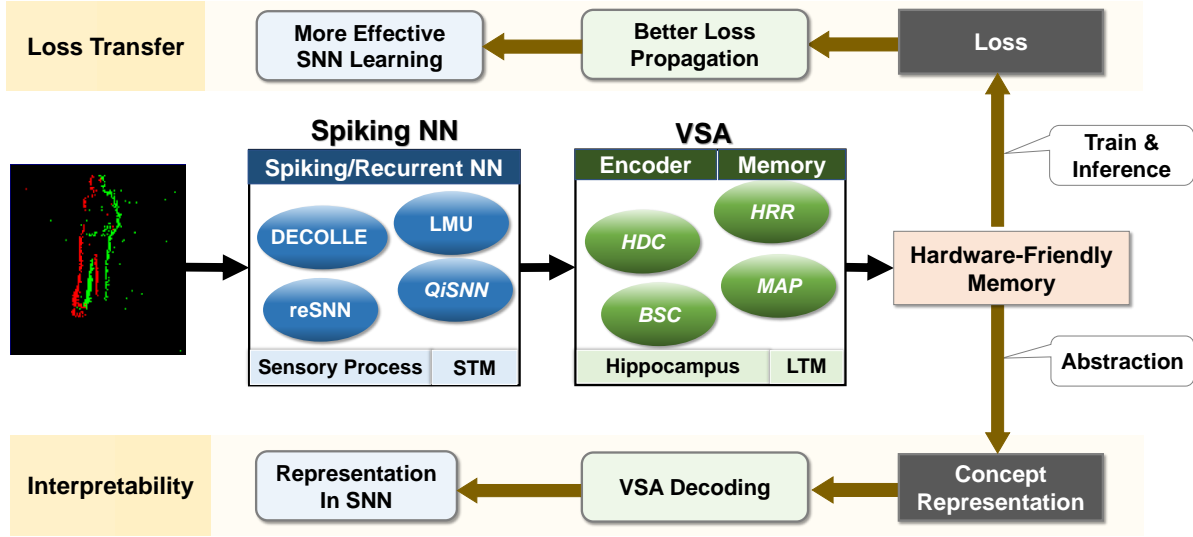 Loss Transfer
More Effective
SNN Learning
Better Loss
Propagation
Loss
Train &
Inference
Spiking NN
Spiking/Recurrent NN
DECOLLE
LMU
reSNN
QiSNN
Sensory Process
STM
VSA
Encoder
Memory
HDC
HRR
BSC
MAP
Hippocampus
LTM
Hardware-Friendly
Memory
Abstraction
Interpretability
Representation
In SNN
VSA Decoding
Concept
Representation